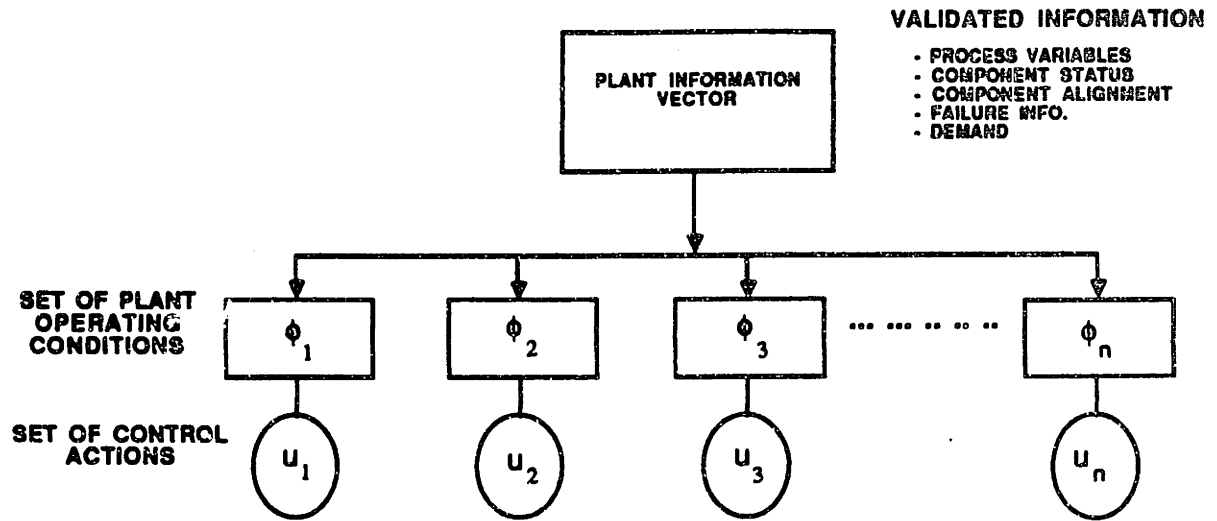 VALIDATED INFORMATION
- PROCESS VARIABLES
- COMPONENT STATUS
- COMPONENT ALIGNMENT
- FAILURE INFO.
- DEMAND
PLANT INFORMATION
VECTOR
SET OF PLANT
OPERATING
CONDITIONS
ϕ1 ϕ2 ϕ3 ϕn
SET OF CONTROL
ACTIONS
u1 u2 u3 un